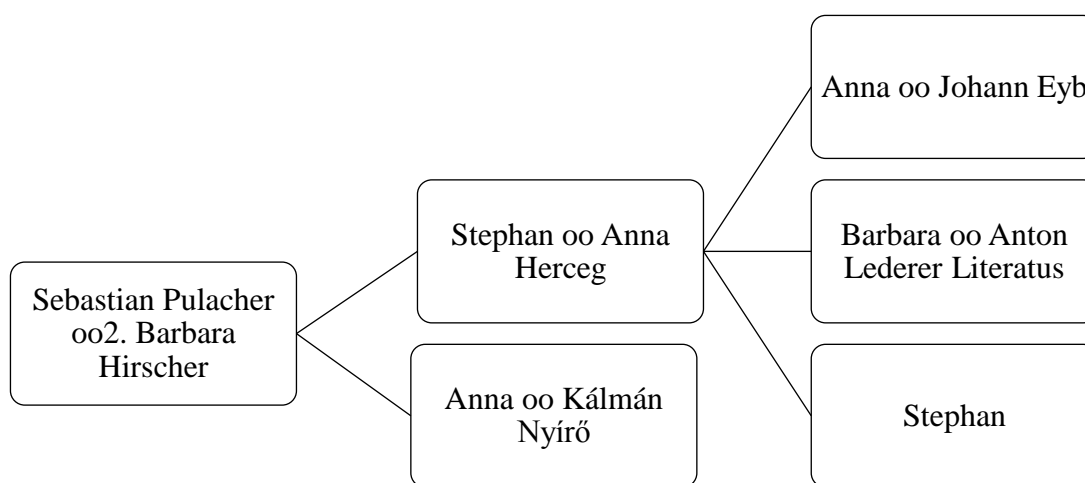 Sebastian Pulacher
oo2. Barbara
Hirscher
Stephan oo Anna
Herceg
Anna oo Kálmán
Nyírő
Anna oo Johann Eyb
Barbara oo Anton
Lederer Literatus
Stephan